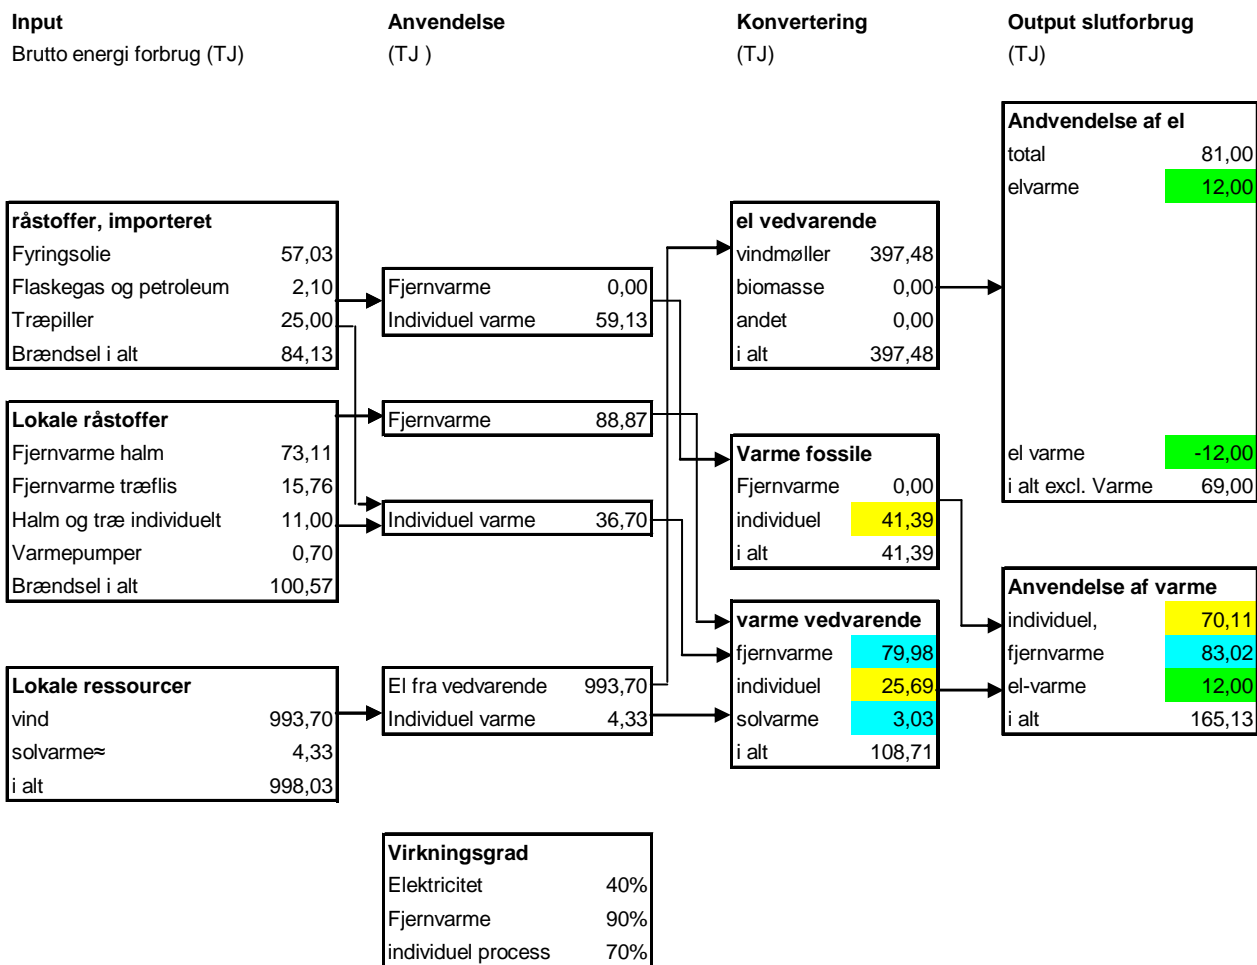 Input
Brutto energi forbrug (TJ)
Anvendelse
(TJ )
Konvertering
(TJ)
Output slutforbrug
(TJ)
råstoffer, importeret
Fyringsolie 57,03
Flaskegas og petroleum 2,10
Træpiller 25,00
Brændsel i alt 84,13
Lokale råstoffer
Fjernvarme halm 73,11
Fjernvarme træflis 15,76
Halm og træ individuelt 11,00
Varmepumper 0,70
Brændsel i alt 100,57
Lokale ressourcer
vind 993,70
solvarme≈ 4,33
i alt 998,03
Fjernvarme 0,00
Individuel varme 59,13
Fjernvarme 88,87
Individuel varme 36,70
El fra vedvarende 993,70
Individuel varme 4,33
Virkningsgrad
Elektricitet 40%
Fjernvarme 90%
individuel process 70%
el vedvarende
vindmøller 397,48
biomasse 0,00
andet 0,00
i alt 397,48
Varme fossile
Fjernvarme 0,00
individuel 41,39
i alt 41,39
varme vedvarende
fjernvarme 79,98
individuel 25,69
solvarme 3,03
i alt 108,71
Andvendelse af el
total 81,00
elvarme 12,00
el varme -12,00
i alt excl. Varme 69,00
Anvendelse af varme
individuel, 70,11
fjernvarme 83,02
el-varme 12,00
i alt 165,13